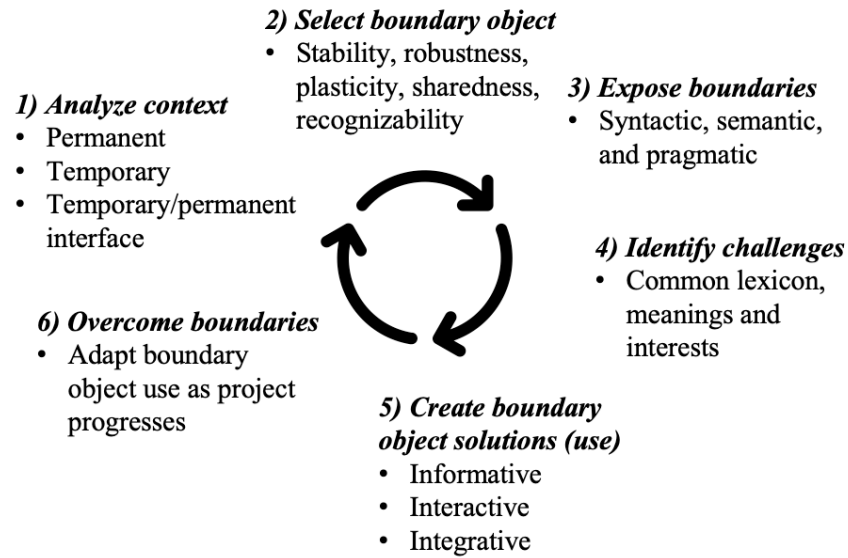 1) Analyze context
• Permanent
• Temporary
• Temporary/permanent
interface
2) Select boundary object
• Stability, robustness,
plasticity, sharedness,
recognizability
3) Expose boundaries
• Syntactic, semantic,
and pragmatic
4) Identify challenges
• Common lexicon,
meanings and
interests
5) Create boundary
object solutions (use)
• Informative
• Interactive
• Integrative
6) Overcome boundaries
• Adapt boundary
object use as project
progresses